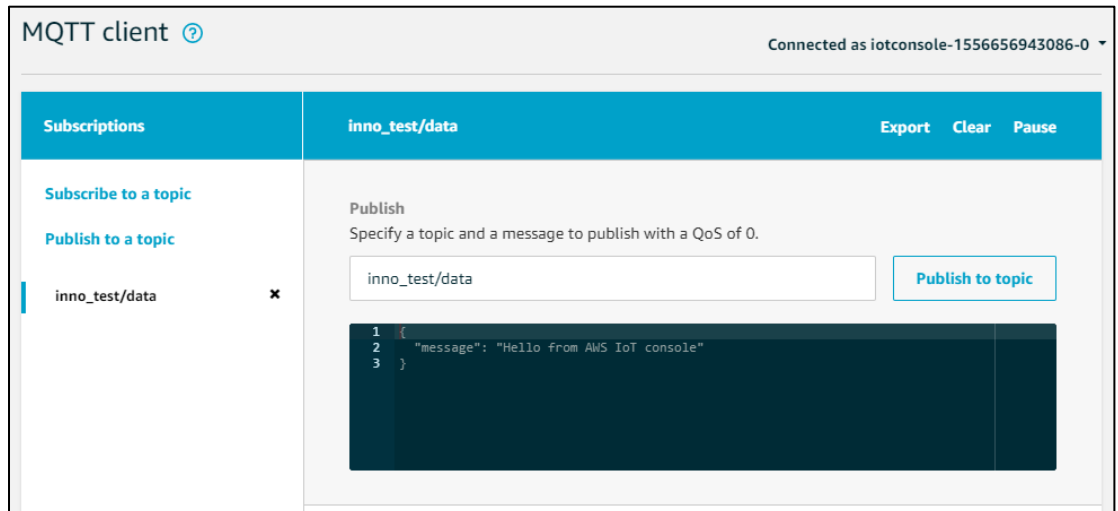 MQTT client ?
Connected as iotconsole-1556656943086-0
Subscriptions
inno_test/data
Export Clear Pause
Subscribe to a topic
Publish to a topic
inno_test/data
Publish
Specify a topic and a message to publish with a QoS of 0.
inno_test/data
Publish to topic
1 {
2 "message": "Hello from AWS IoT console"
3 }